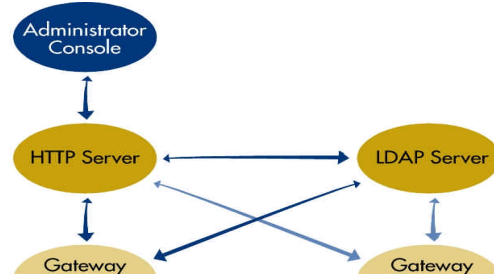 Administrator
Console
HTTP Server
LDAP Server
Gateway
Gateway